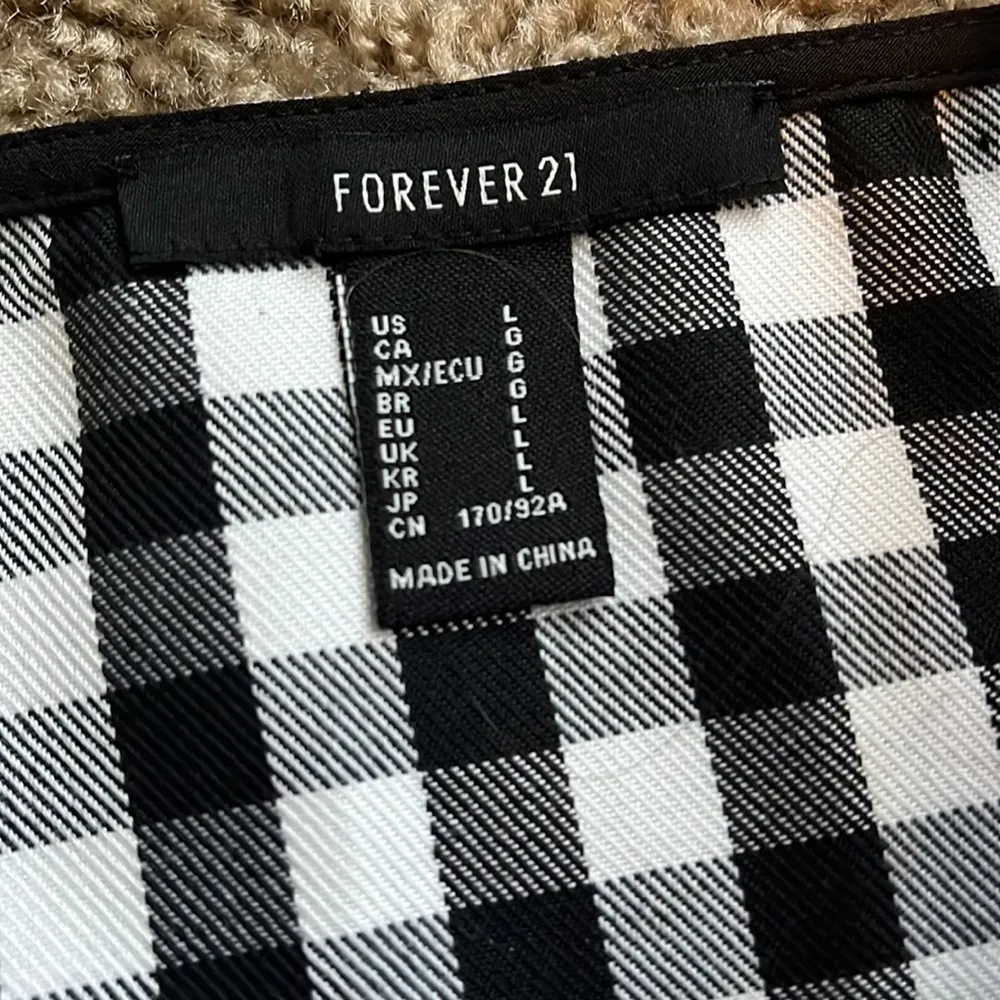 FOREVER 21
US L
CA G
MX/ECU G
BR G
EU L
UK L
KR L
JP L
CN 170/92A
MADE IN CHINA